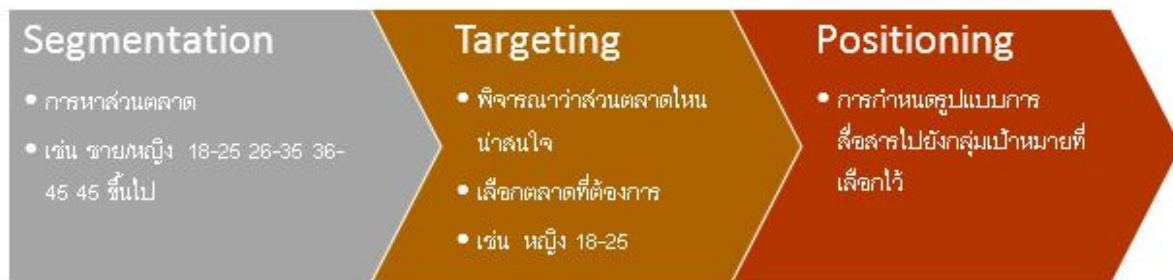 Segmentation
• การหาส่วนตลาด
• เช่น ชาย/หญิง 18-25 26-35 36-
45 45 ขึ้นไป
Targeting
• พิจารณาว่าส่วนตลาดไหน
น่าสนใจ
• เลือกตลาดที่ต้องการ
• เช่น หญิง 18-25
Positioning
• การกำหนดรูปแบบการ
สื่อสารไปยังกลุ่มเป้าหมายที่
เลือกไว้